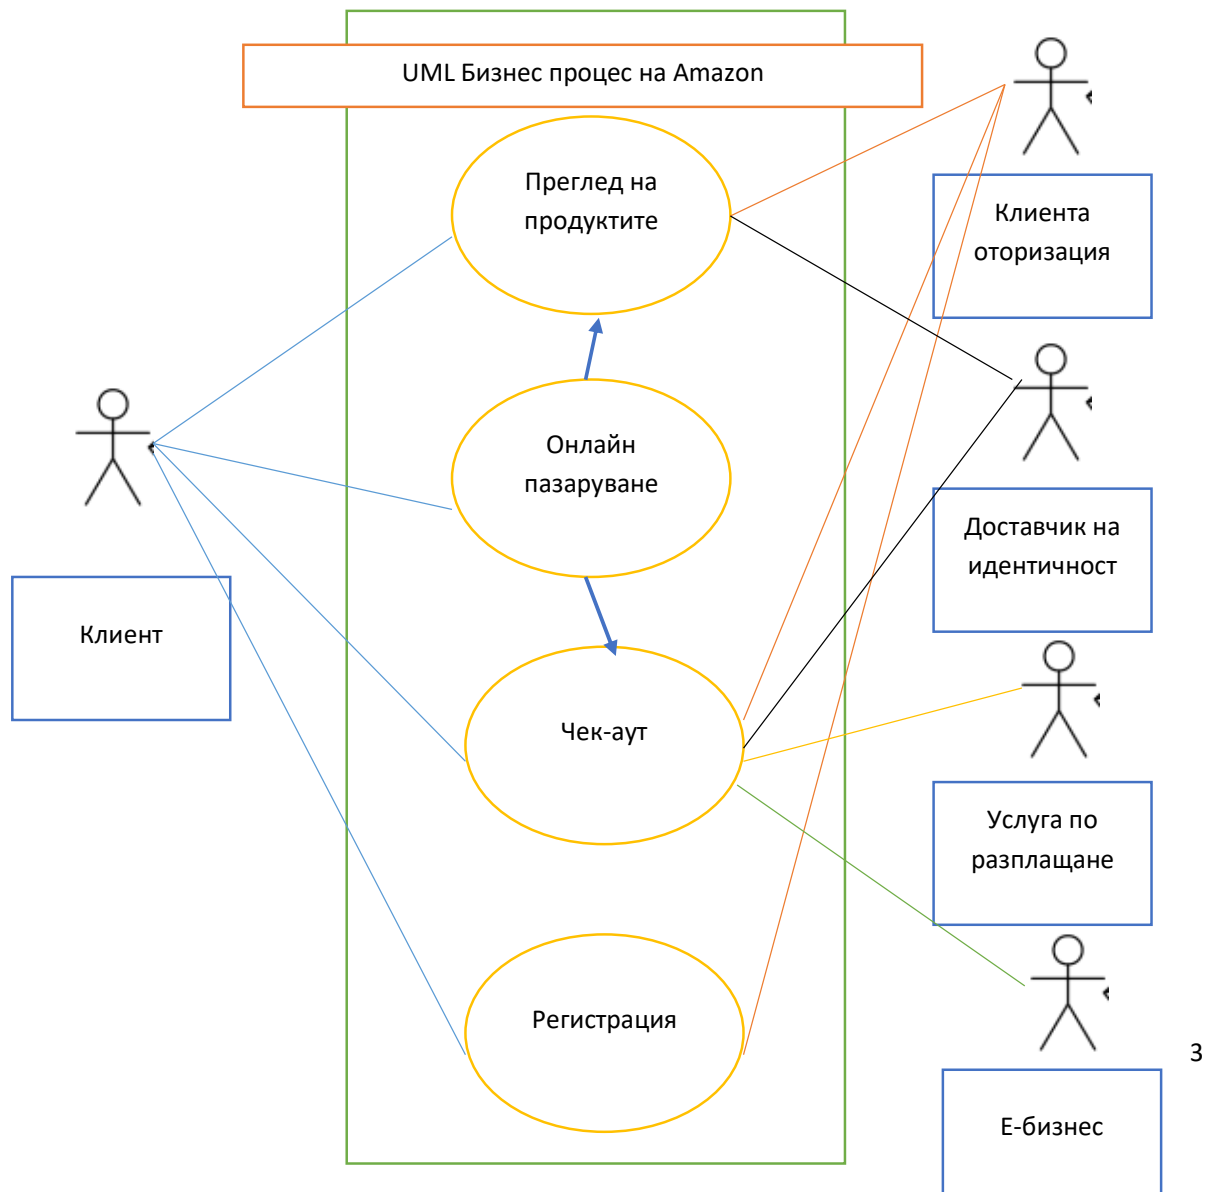 UML Бизнес процес на Amazon
Преглед на
продуктите
Клиента
оторизация
Онлайн
пазаруване
Доставчик на
идентичност
Клиент
Чек-аут
Услуга по
разплащане
Регистрация
3
Е-бизнес